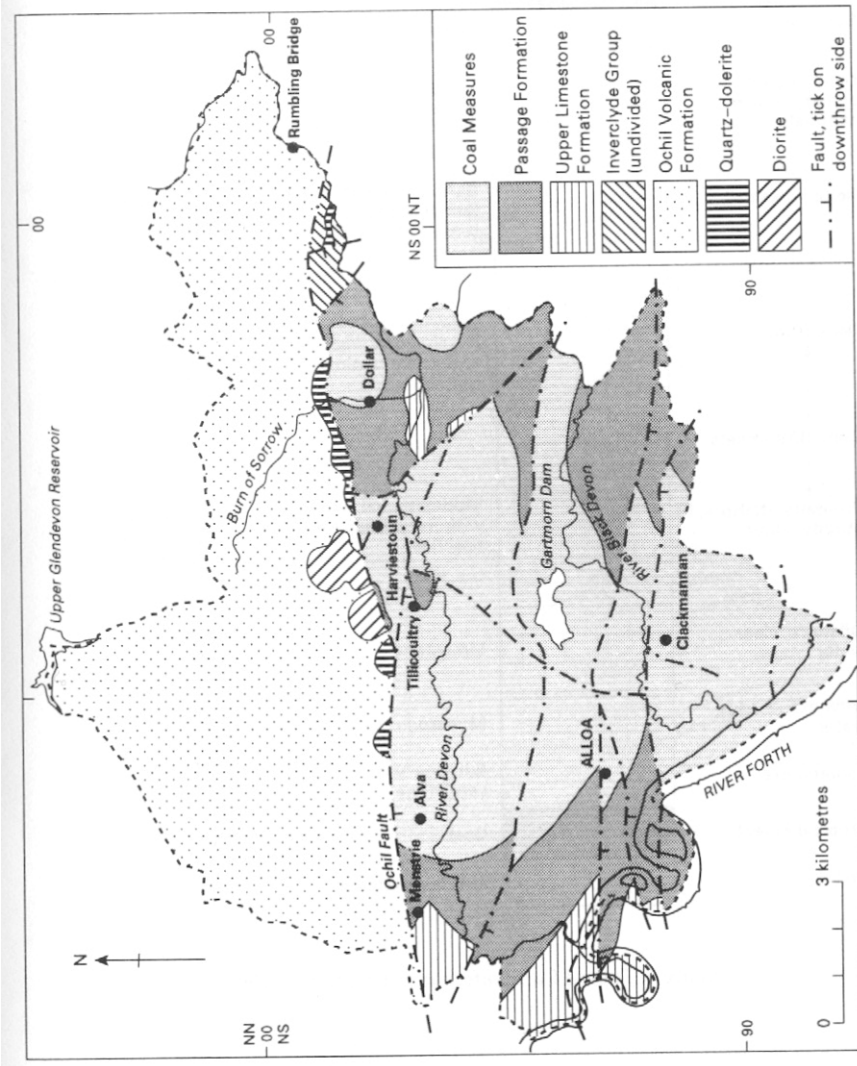 Upper Glendevon Reservoir
00
00
N
NN
00
NS
Burn of Sorrow
Rumbling Bridge
Ochil Fault
Menstrie
Alva
Tillicoultry
Harviestoun
Dollar
River Devon
Gartmorn Dam
River Black Devon
ALLOA
Clackmannan
RIVER FORTH
90
90
0
3 kilometres
NS 00 NT
Coal Measures
Passage Formation
Upper Limestone
Formation
Inverclyde Group
(undivided)
Ochil Volcanic
Formation
Quartz–dolerite
Diorite
Fault, tick on
downthrow side